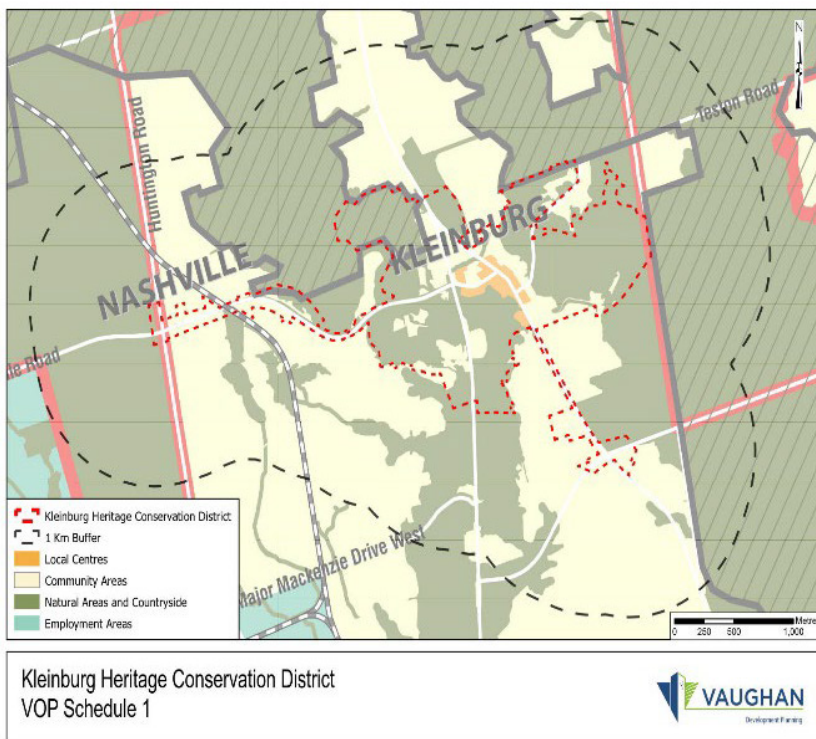 N
Huntington Road
Teston Road
KLEINBURG
NASHVILLE
le Road
Major Mackenzie Drive West
Kleinburg Heritage Conservation District
1 Km Buffer
Local Centres
Community Areas
Natural Areas and Countryside
Employment Areas
Metre
0 250 500 1,000
Kleinburg Heritage Conservation District
VOP Schedule 1
VAUGHAN
Development Planning